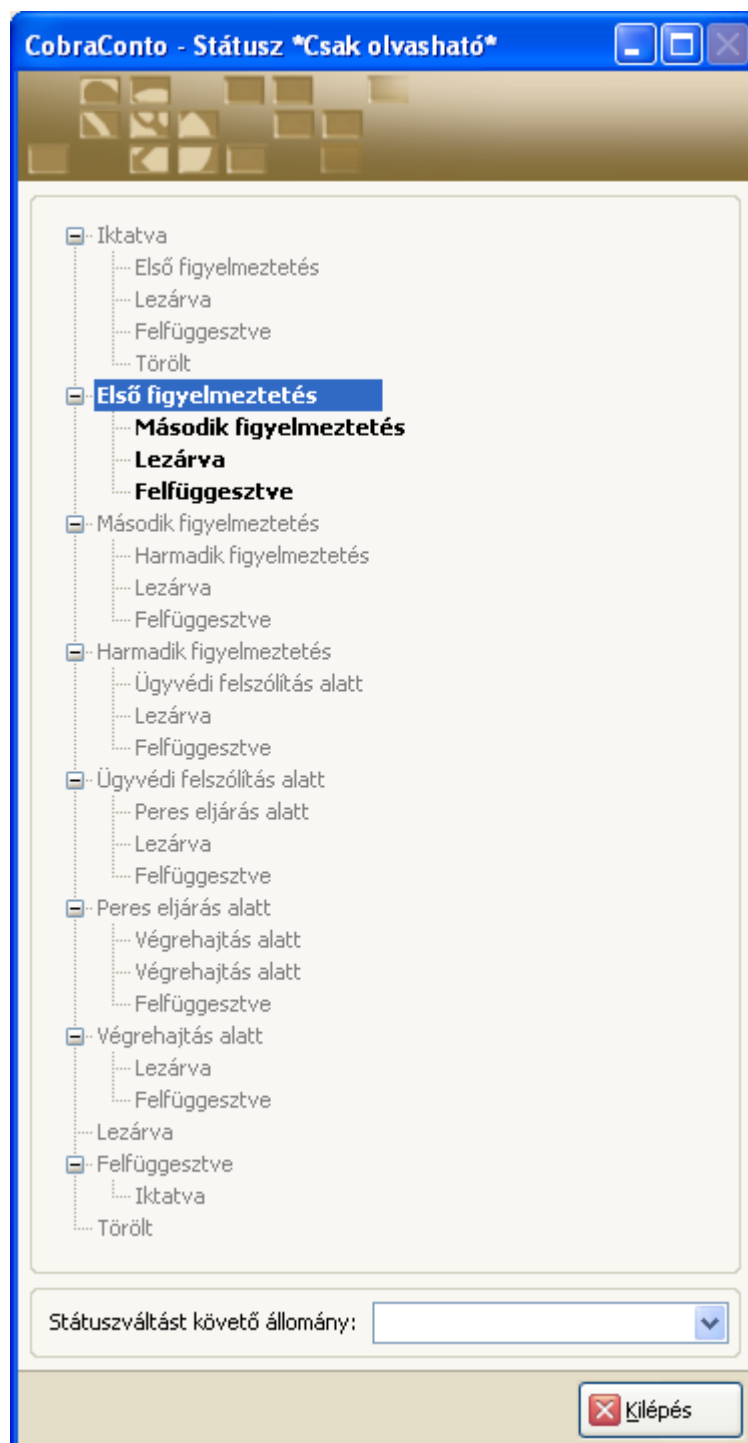 CobraConto - Státusz *Csak olvasható*
Iktatva
Első figyelmeztetés
Lezárva
Felfüggesztve
Törölt
Első figyelmeztetés
Második figyelmeztetés
Lezárva
Felfüggesztve
Második figyelmeztetés
Harmadik figyelmeztetés
Lezárva
Felfüggesztve
Harmadik figyelmeztetés
Ügyvédi felszólítás alatt
Lezárva
Felfüggesztve
Ügyvédi felszólítás alatt
Peres eljárás alatt
Lezárva
Felfüggesztve
Peres eljárás alatt
Végrehajtás alatt
Végrehajtás alatt
Felfüggesztve
Végrehajtás alatt
Lezárva
Felfüggesztve
Lezárva
Felfüggesztve
Iktatva
Törölt
Státuszváltást követő állomány:
Kilépés